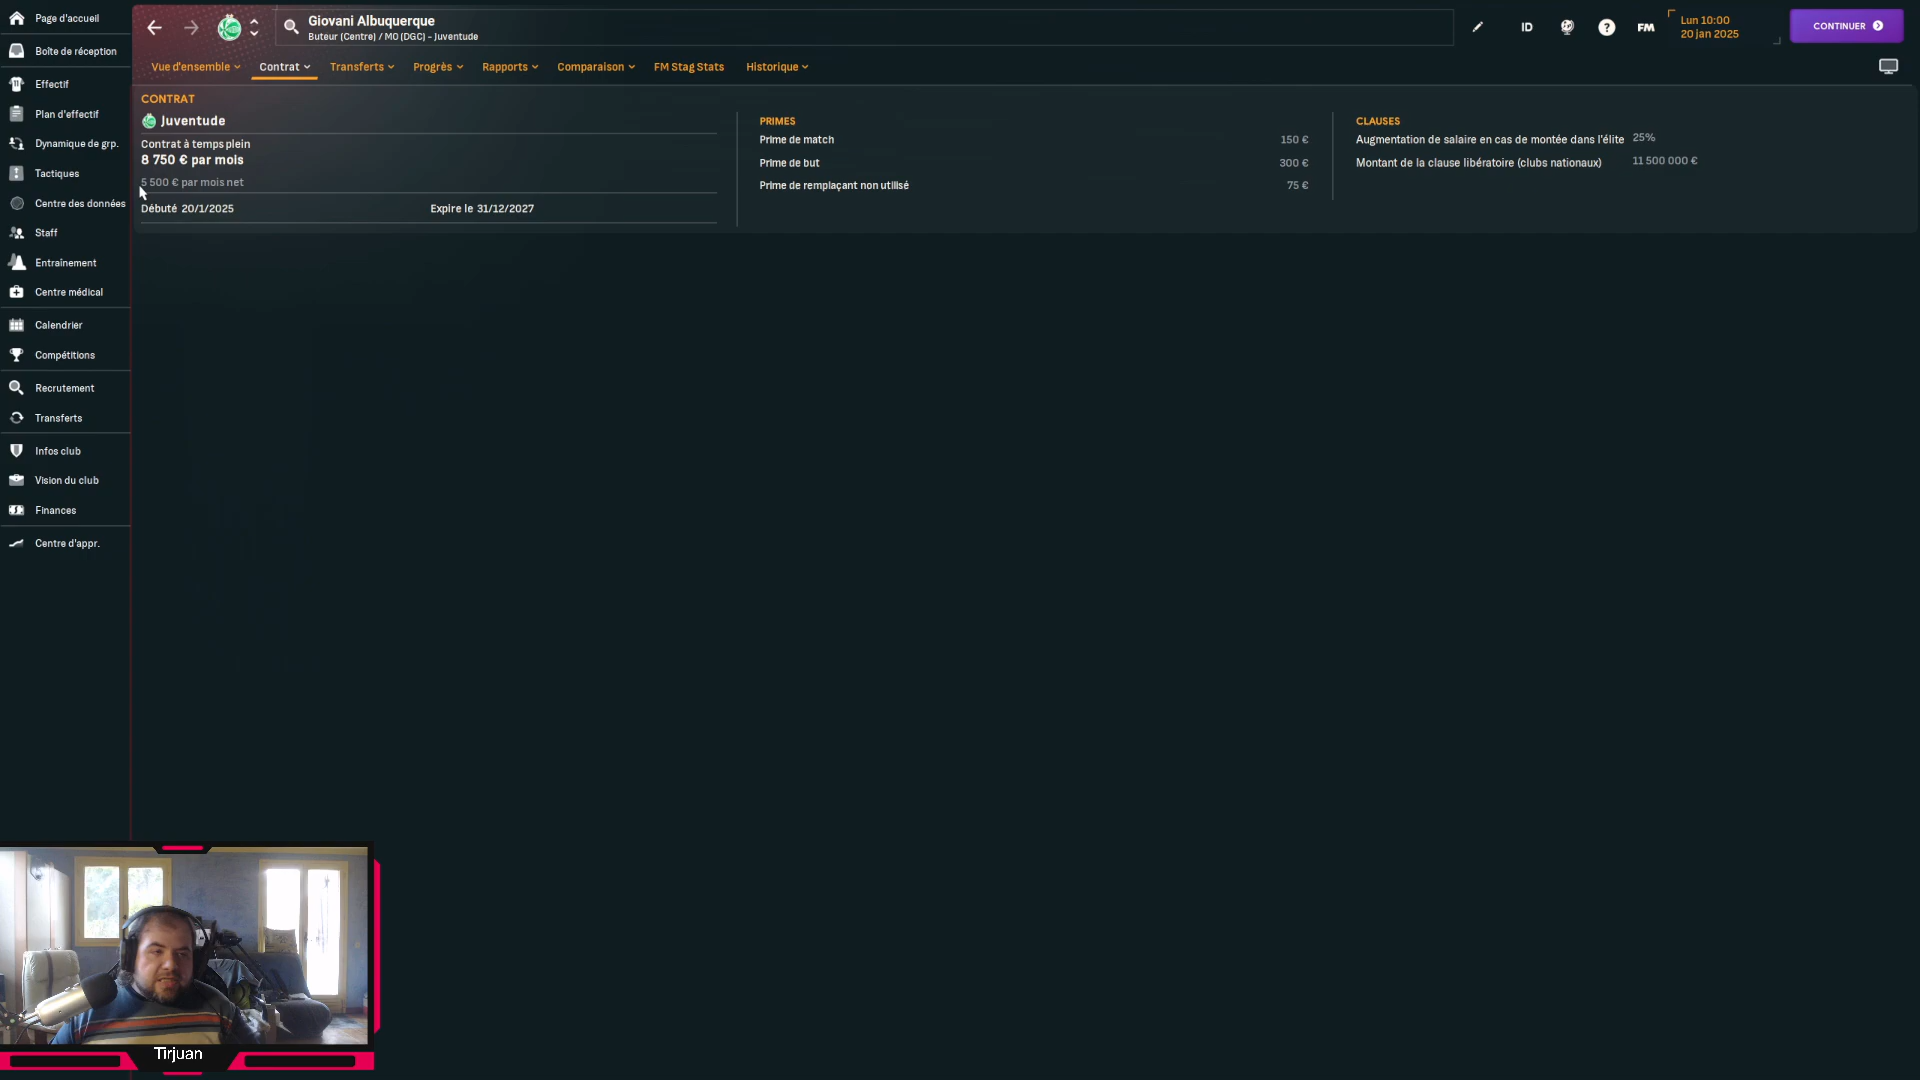 Page d'accueil
Boîte de réception
Effectif
Plan d'effectif
Dynamique de grp.
Tactiques
Centre des données
Staff
Entraînement
Centre médical
Calendrier
Compétitions
Recrutement
Transferts
Infos club
Vision du club
Finances
Centre d'appr.
Giovani Albuquerque
Buteur (Centre) / MO (DGC) - Juventude
ID
?
FM
Lun 10:00
20 jan 2025
CONTINUER
Vue d'ensemble
Contrat
Transferts
Progrès
Rapports
Comparaison
FM Stag Stats
Historique
CONTRAT
Juventude
Contrat à temps plein
8 750 € par mois
5 500 € par mois net
Débuté 20/1/2025
Expire le 31/12/2027
PRIMES
Prime de match 150 €
Prime de but 300 €
Prime de remplaçant non utilisé 75 €
CLAUSES
Augmentation de salaire en cas de montée dans l'élite 25%
Montant de la clause libératoire (clubs nationaux) 11 500 000 €
Tirjuan